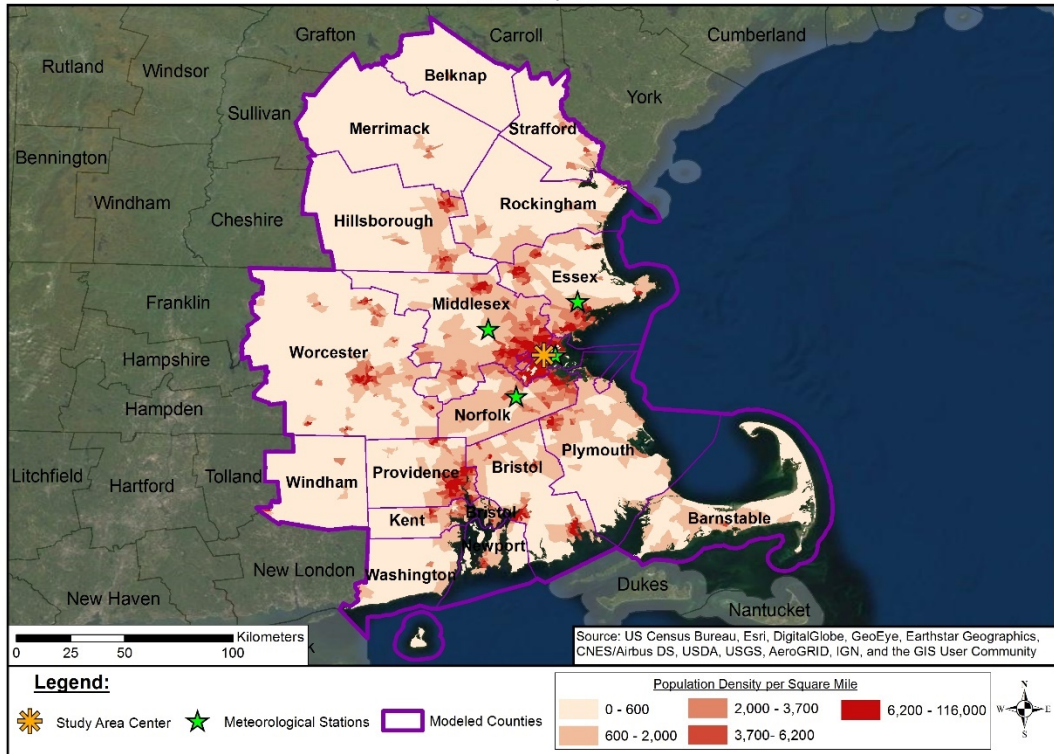 Grafton
Carroll
Cumberland
Rutland
Windsor
Belknap
Sullivan
York
Merrimack
Strafford
Bennington
Windham
Cheshire
Hillsborough
Rockingham
Essex
Franklin
Middlesex
Hampshire
Worcester
Hampden
Norfolk
Litchfield
Tolland
Hartford
Windham
Providence
Bristol
Plymouth
Kent
Bristol
Barnstable
Newport
New London
Washington
Dukes
New Haven
Nantucket
Kilometers
0 25 50 100
Source: US Census Bureau, Esri, DigitalGlobe, GeoEye, Earthstar Geographics,
CNES/Airbus DS, USDA, USGS, AeroGRID, IGN, and the GIS User Community
Legend:
Study Area Center
Meteorological Stations
Modeled Counties
Population Density per Square Mile
0 - 600
2,000 - 3,700
6,200 - 116,000
600 - 2,000
3,700- 6,200
N
W E
S